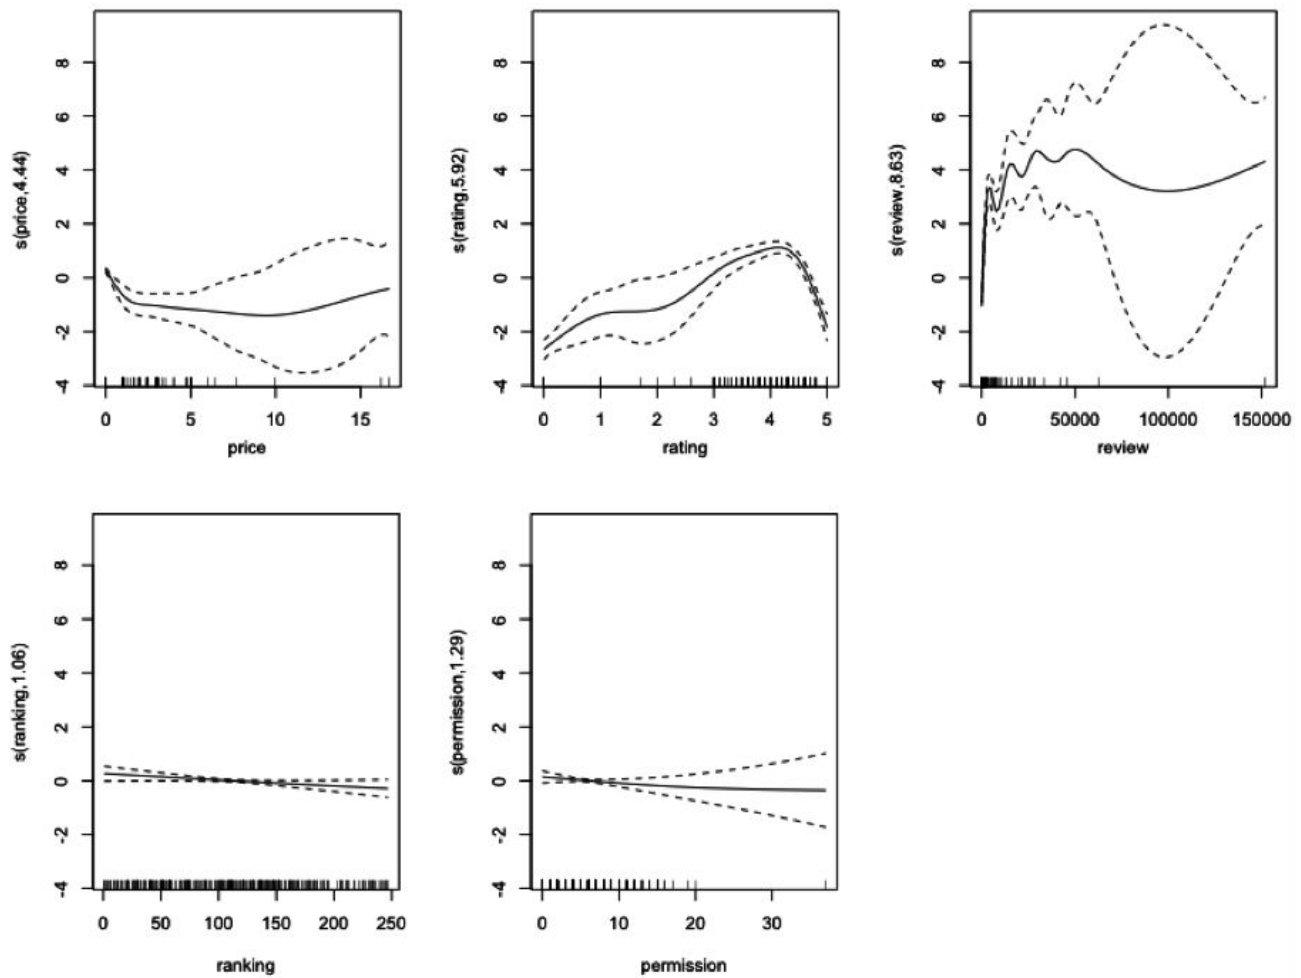 s(price,4.44)
8
6
4
2
0
-2
-4
0 5 10 15
price
s(rating,5.92)
8
6
4
2
0
-2
-4
0 1 2 3 4 5
rating
s(review,8.63)
8
6
4
2
0
-2
-4
0 50000 100000 150000
review
s(ranking,1.06)
8
6
4
2
0
-2
-4
0 50 100 150 200 250
ranking
s(permission,1.29)
8
6
4
2
0
-2
-4
0 10 20 30
permission